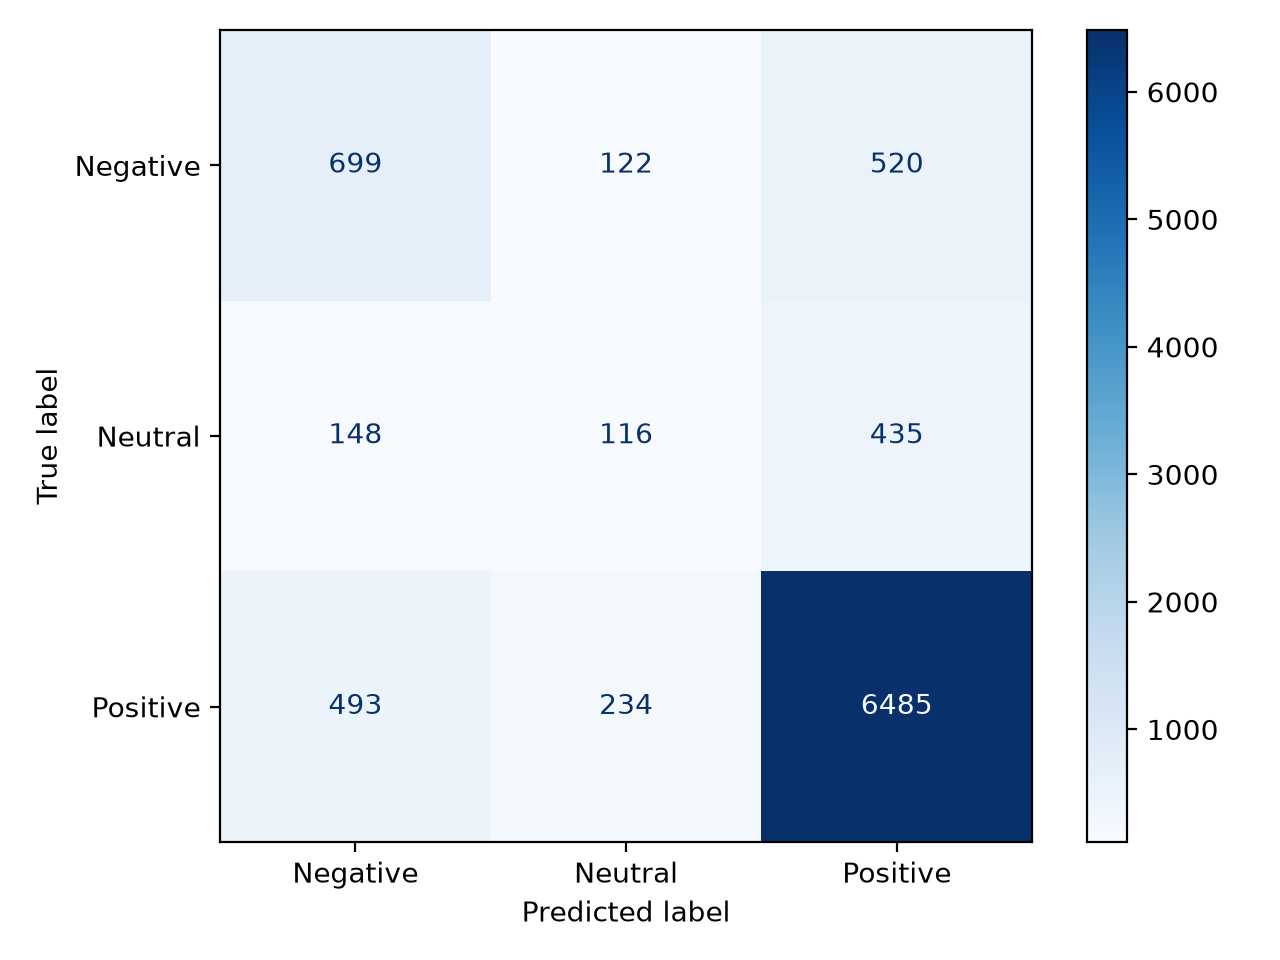 Negative 699 122 520
Neutral 148 116 435
Positive 493 234 6485
True label
Negative Neutral Positive
Predicted label
6000
5000
4000
3000
2000
1000